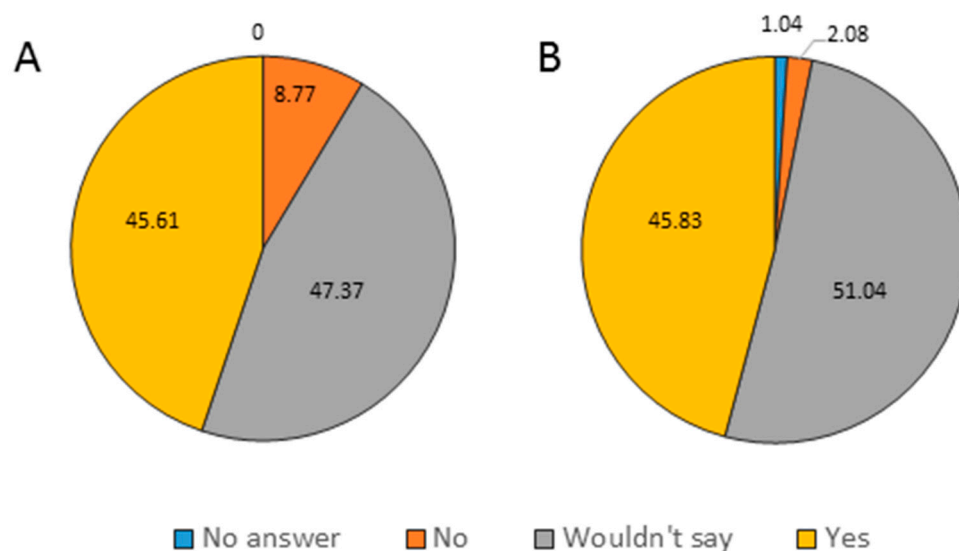 A
0
8.77
45.61
47.37
B
1.04
2.08
45.83
51.04
No answer
No
Wouldn't say
Yes